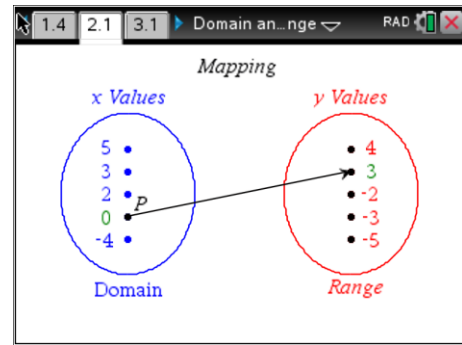 1.4 2.1 3.1 Domain an...nge RAD
Mapping
x Values y Values
5 4
3 3
2 -2
P
0 -3
-4 -5
Domain Range